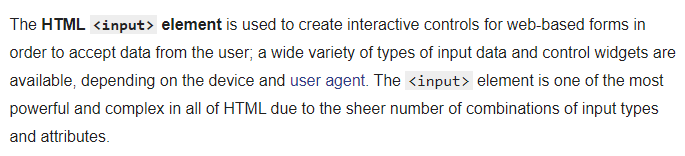 The HTML <input> element is used to create interactive controls for web-based forms in
order to accept data from the user; a wide variety of types of input data and control widgets are
available, depending on the device and user agent. The <input> element is one of the most
powerful and complex in all of HTML due to the sheer number of combinations of input types
and attributes.